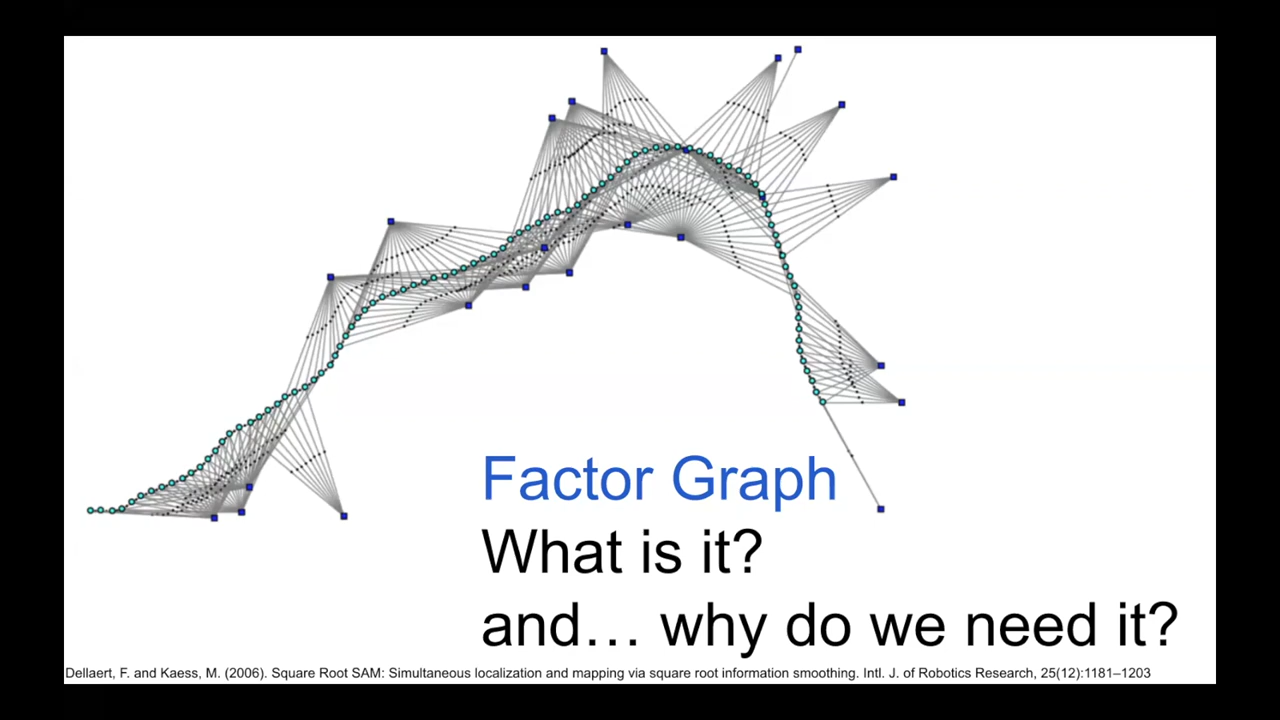 Factor Graph
What is it?
and… why do we need it?
Dellaert, F. and Kaess, M. (2006). Square Root SAM: Simultaneous localization and mapping via square root information smoothing. Intl. J. of Robotics Research, 25(12):1181–1203